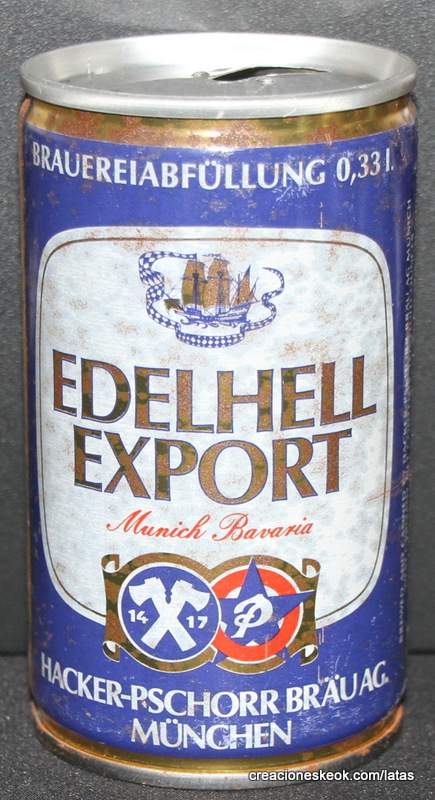 BRAUEREIABFÜLLUNG 0,33 l.
EDELHELL
EXPORT
Munich Bavaria
14 17
P
HACKER-PSCHORR BRÄU AG.
MÜNCHEN
creacioneskeok.com/latas